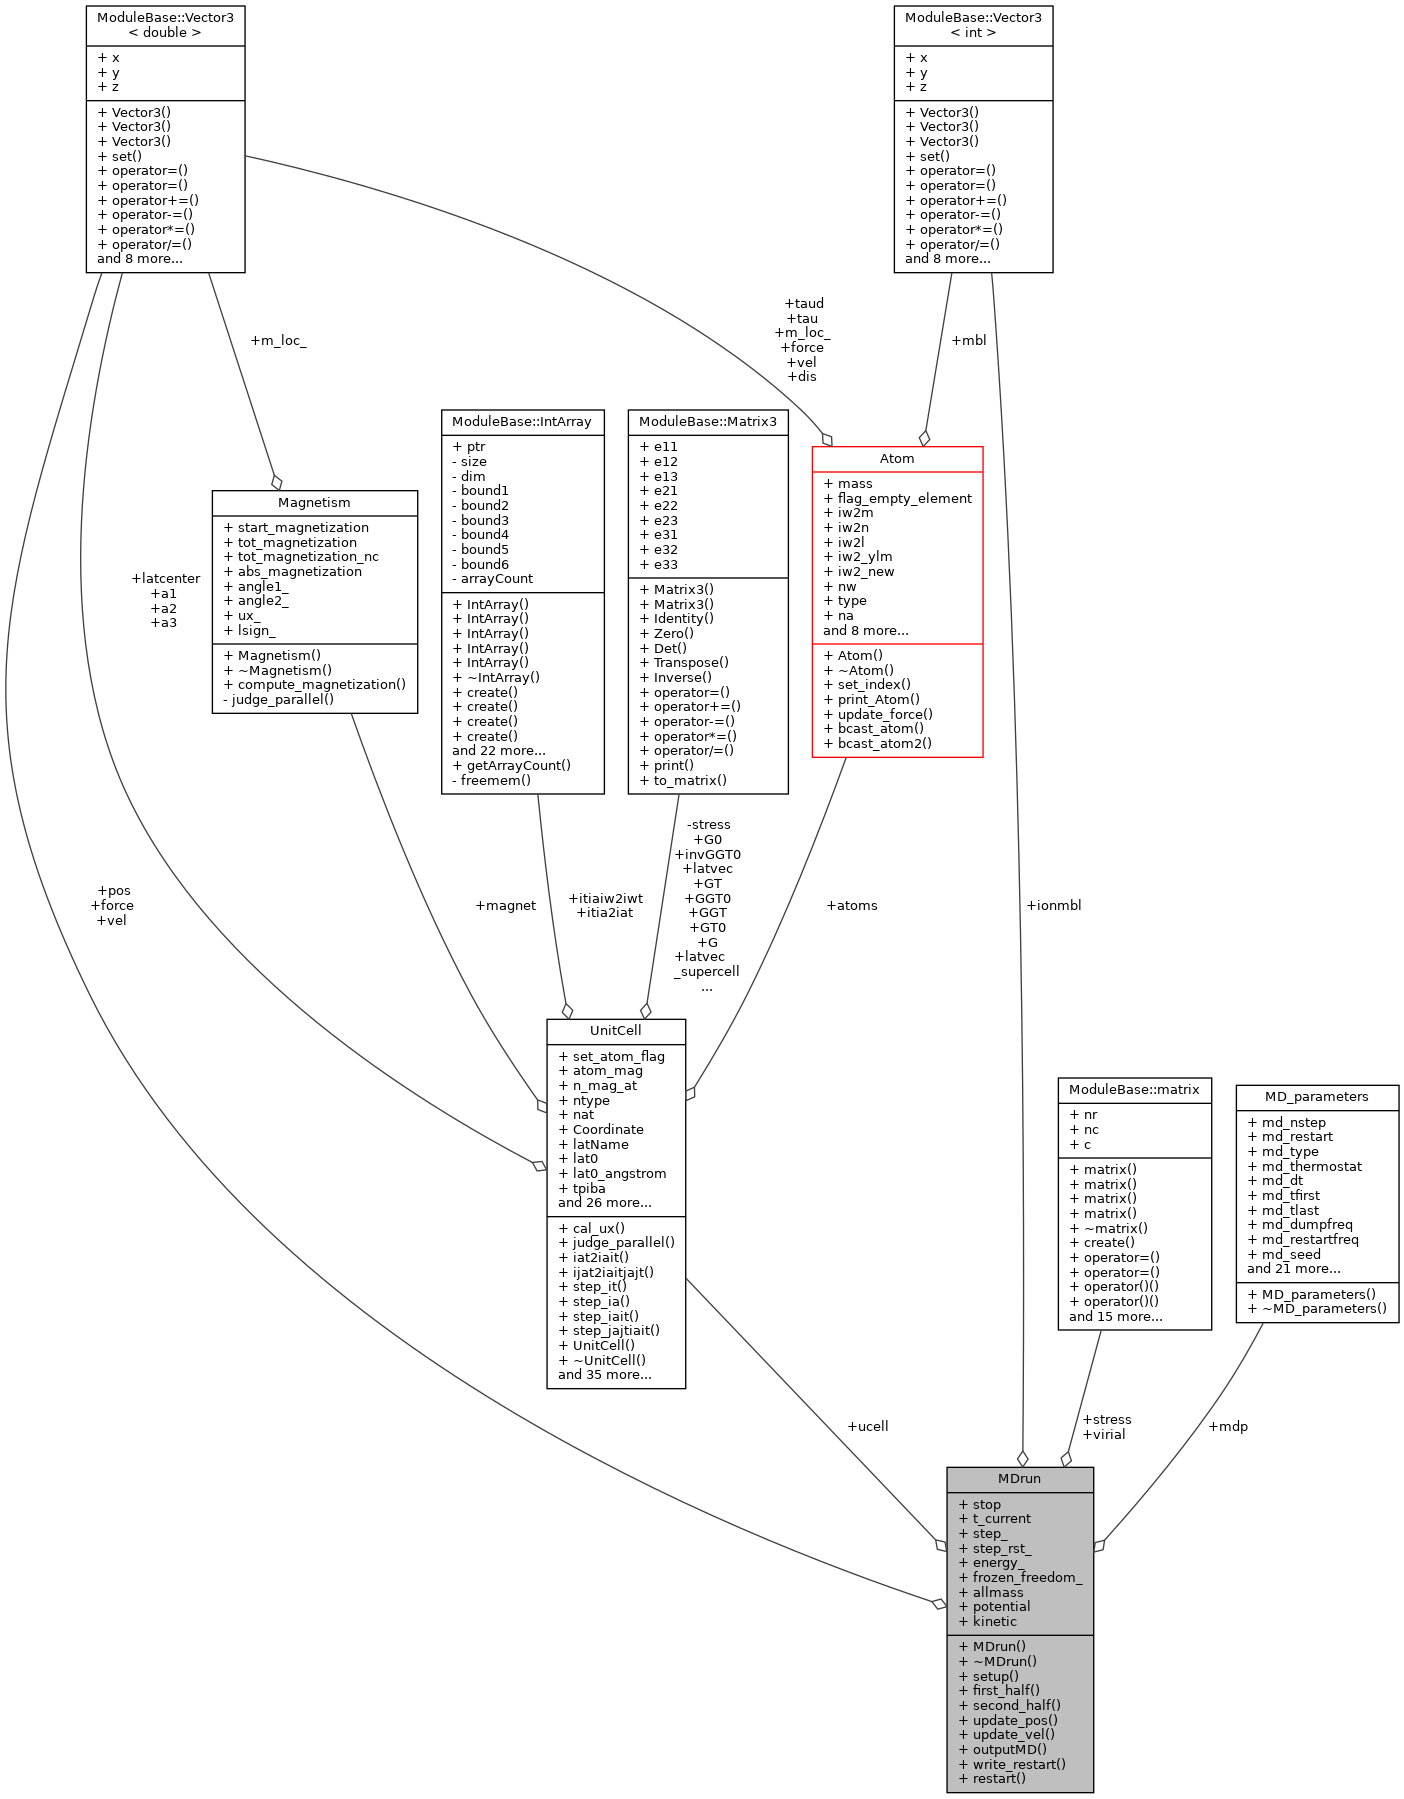 ModuleBase::Vector3
< double >
+ x
+ y
+ z
+ Vector3()
+ Vector3()
+ Vector3()
+ set()
+ operator=()
+ operator=()
+ operator+=()
+ operator-=()
+ operator*=()
+ operator/=()
and 8 more...
ModuleBase::Vector3
< int >
+ x
+ y
+ z
+ Vector3()
+ Vector3()
+ Vector3()
+ set()
+ operator=()
+ operator=()
+ operator+=()
+ operator-=()
+ operator*=()
+ operator/=()
and 8 more...
+m_loc_
+taud
+tau
+m_loc_
+force
+vel
+dis
+mbl
ModuleBase::IntArray
+ ptr
- size
- dim
- bound1
- bound2
- bound3
- bound4
- bound5
- bound6
- arrayCount
+ IntArray()
+ IntArray()
+ IntArray()
+ IntArray()
+ IntArray()
+ ~IntArray()
+ create()
+ create()
+ create()
+ create()
and 22 more...
+ getArrayCount()
- freemem()
ModuleBase::Matrix3
+ e11
+ e12
+ e13
+ e21
+ e22
+ e23
+ e31
+ e32
+ e33
+ Matrix3()
+ Matrix3()
+ Identity()
+ Zero()
+ Det()
+ Transpose()
+ Inverse()
+ operator=()
+ operator+=()
+ operator-=()
+ operator*=()
+ operator/=()
+ print()
+ to_matrix()
Atom
+ mass
+ flag_empty_element
+ iw2m
+ iw2n
+ iw2l
+ iw2_ylm
+ iw2_new
+ nw
+ type
+ na
and 8 more...
+ Atom()
+ ~Atom()
+ set_index()
+ print_Atom()
+ update_force()
+ bcast_atom()
+ bcast_atom2()
Magnetism
+ start_magnetization
+ tot_magnetization
+ tot_magnetization_nc
+ abs_magnetization
+ angle1_
+ angle2_
+ ux_
+ lsign_
+ Magnetism()
+ ~Magnetism()
+ compute_magnetization()
- judge_parallel()
+latcenter
+a1
+a2
+a3
+pos
+force
+vel
+magnet
+itiaiw2iwt
+itia2iat
-stress
+G0
+invGGT0
+latvec
+GT
+GGT0
+GGT
+GT0
+G
+latvec
_supercell
...
+atoms
+ionmbl
UnitCell
+ set_atom_flag
+ atom_mag
+ n_mag_at
+ ntype
+ nat
+ Coordinate
+ latName
+ lat0
+ lat0_angstrom
+ tpiba
and 26 more...
+ cal_ux()
+ judge_parallel()
+ iat2iait()
+ ijat2iaitjajt()
+ step_it()
+ step_ia()
+ step_iait()
+ step_jajtiait()
+ UnitCell()
+ ~UnitCell()
and 35 more...
ModuleBase::matrix
+ nr
+ nc
+ c
+ matrix()
+ matrix()
+ matrix()
+ matrix()
+ ~matrix()
+ create()
+ operator=()
+ operator=()
+ operator()()
+ operator()()
and 15 more...
MD_parameters
+ md_nstep
+ md_restart
+ md_type
+ md_thermostat
+ md_dt
+ md_tfirst
+ md_tlast
+ md_dumpfreq
+ md_restartfreq
+ md_seed
and 21 more...
+ MD_parameters()
+ ~MD_parameters()
+ucell
+stress
+virial
+mdp
MDrun
+ stop
+ t_current
+ step_
+ step_rst_
+ energy_
+ frozen_freedom_
+ allmass
+ potential
+ kinetic
+ MDrun()
+ ~MDrun()
+ setup()
+ first_half()
+ second_half()
+ update_pos()
+ update_vel()
+ outputMD()
+ write_restart()
+ restart()